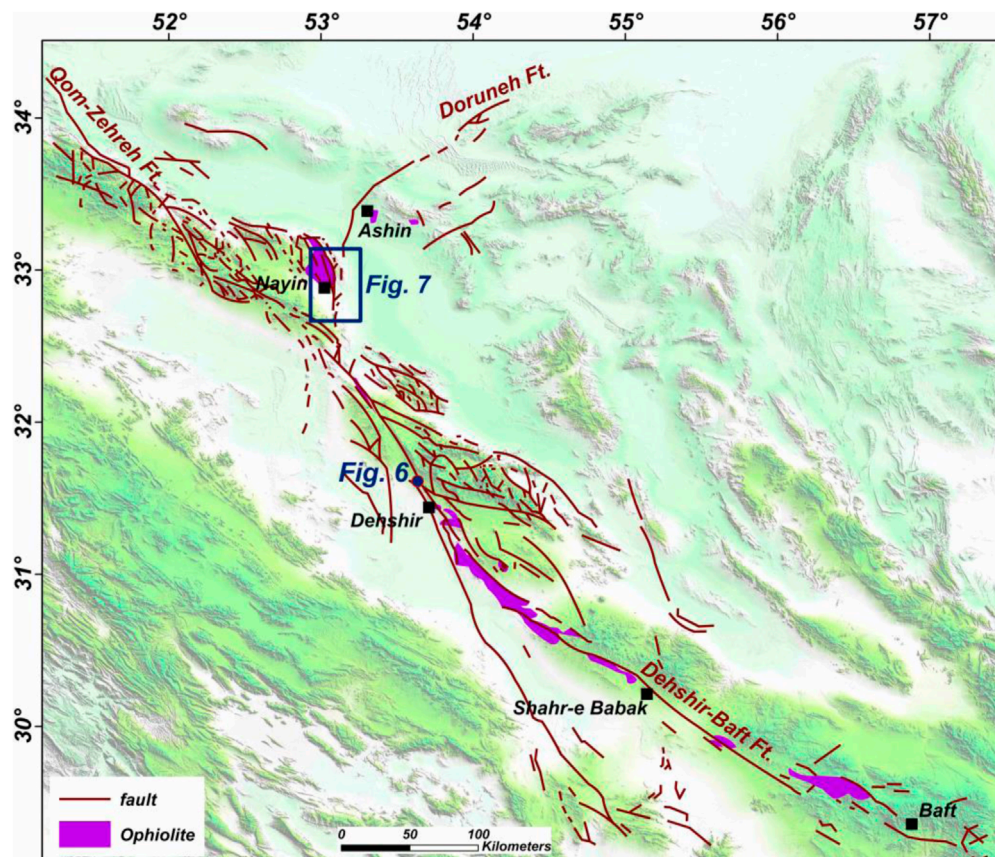 52° 53° 54° 55° 56° 57°
34°
33°
32°
31°
30°
Qom-Zehreh Ft.
Doruneh Ft.
Ashin
Nayin
Fig. 7
Fig. 6
Dehshir
Shahr-e Babak
Dehshir-Baft Ft.
Baft
fault
Ophiolite
0 50 100
Kilometers